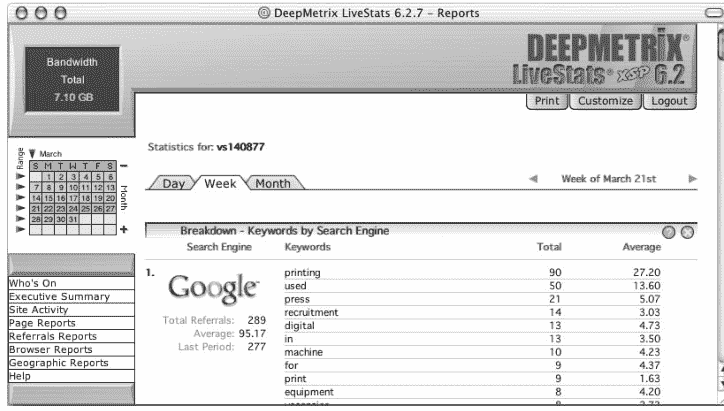 DeepMetrix LiveStats 6.2.7 – Reports
Bandwidth
Total
7.10 GB
DEEPMETRIX®
LiveStats® XSP 6.2
Print Customize Logout
Statistics for: vs140877
Range March
S M T W T F S –
1 2 3 4 5 6
7 8 9 10 11 12 13
14 15 16 17 18 19 20
21 22 23 24 25 26 27
28 29 30 31
Month
+
Day Week Month
Week of March 21st
Breakdown - Keywords by Search Engine
Search Engine Keywords Total Average
1. Google™
Total Referrals: 289
Average: 95.17
Last Period: 277
printing 90 27.20
used 50 13.60
press 21 5.07
recruitment 14 3.03
digital 13 4.73
in 13 3.50
machine 10 4.23
for 9 4.37
print 9 1.63
equipment 8 4.20
Who's On
Executive Summary
Site Activity
Page Reports
Referrals Reports
Browser Reports
Geographic Reports
Help